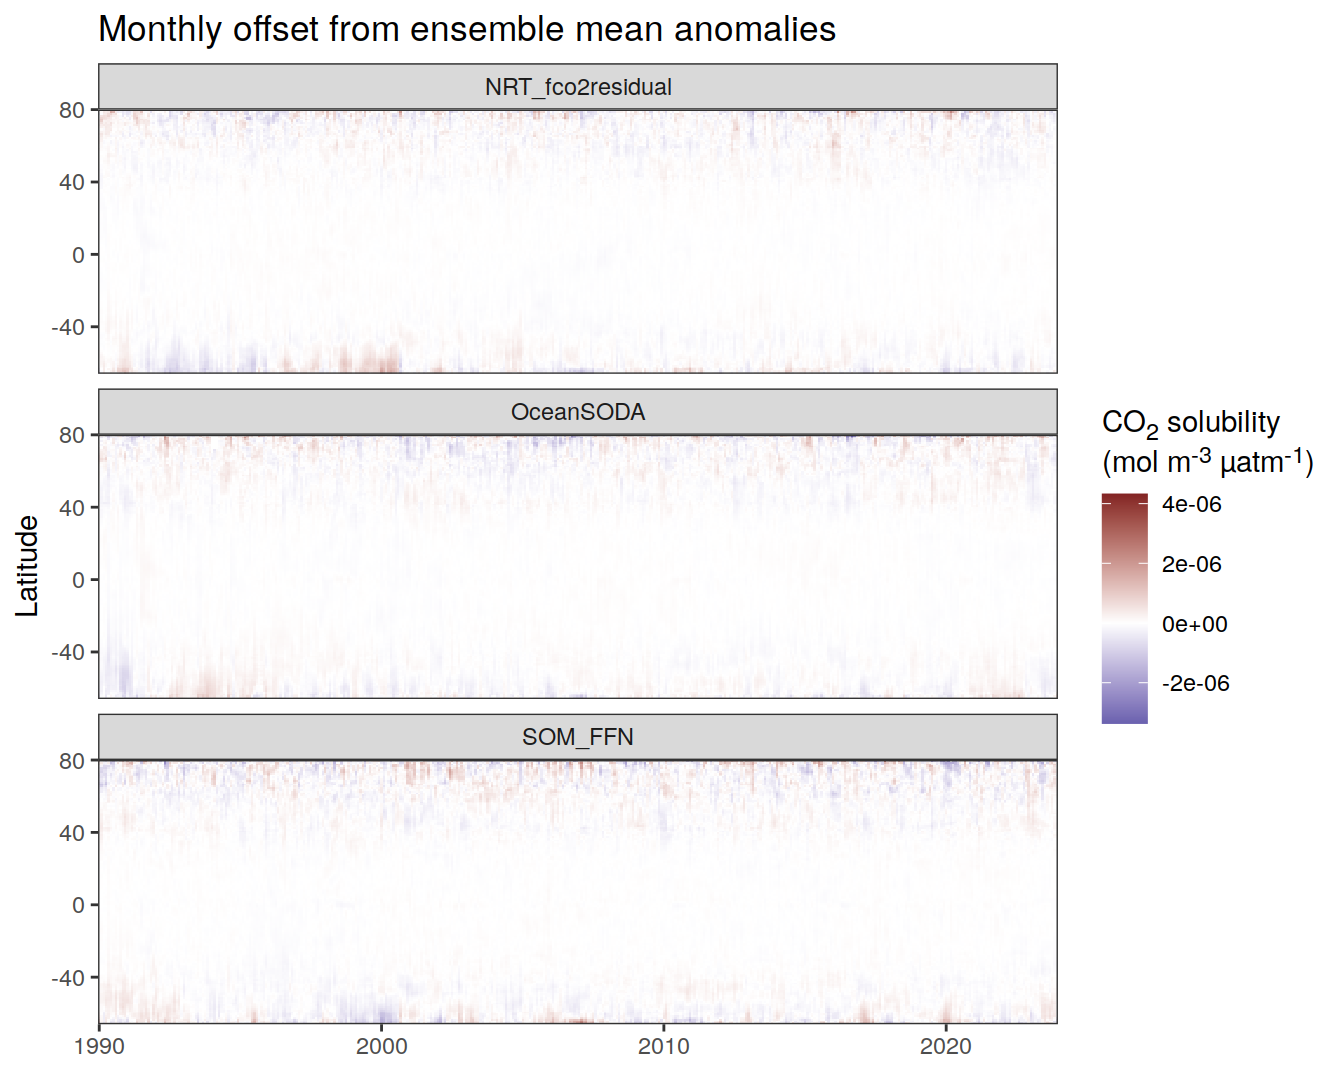 Monthly offset from ensemble mean anomalies
NRT_fco2residual
80
40
0
-40
OceanSODA
80
40
0
-40
SOM_FFN
80
40
0
-40
1990
2000
2010
2020
Latitude
CO₂ solubility
(mol m⁻³ µatm⁻¹)
4e-06
2e-06
0e+00
-2e-06